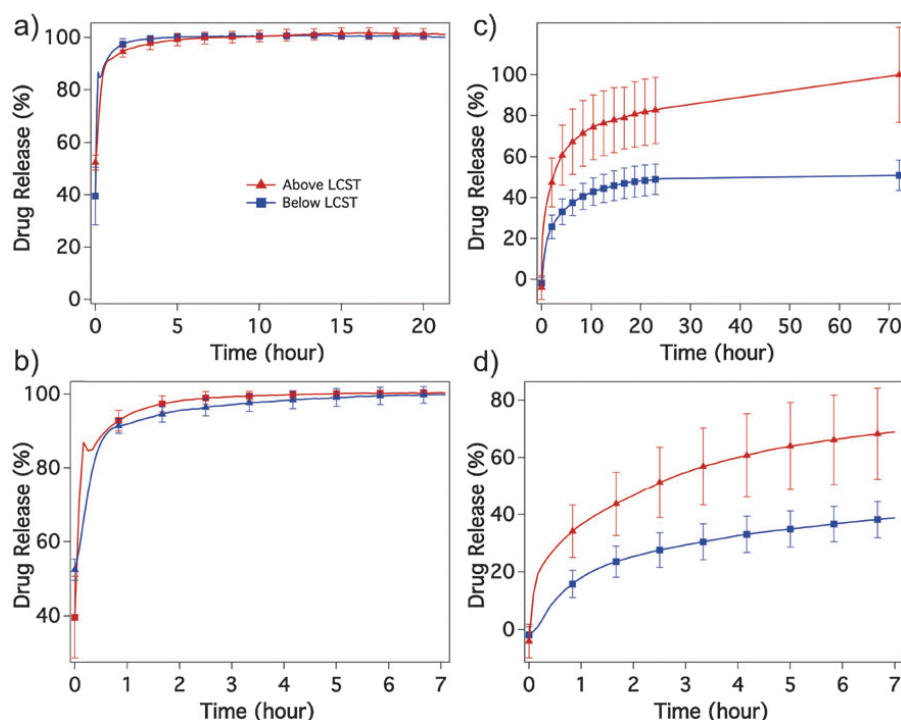 a)
Drug Release (%)
100
80
60
40
20
0
Above LCST
Below LCST
0 5 10 15 20
Time (hour)
c)
Drug Release (%)
100
80
60
40
20
0
0 10 20 30 40 50 60 70
Time (hour)
b)
Drug Release (%)
100
80
60
40
0 1 2 3 4 5 6 7
Time (hour)
d)
Drug Release (%)
80
60
40
20
0
0 1 2 3 4 5 6 7
Time (hour)